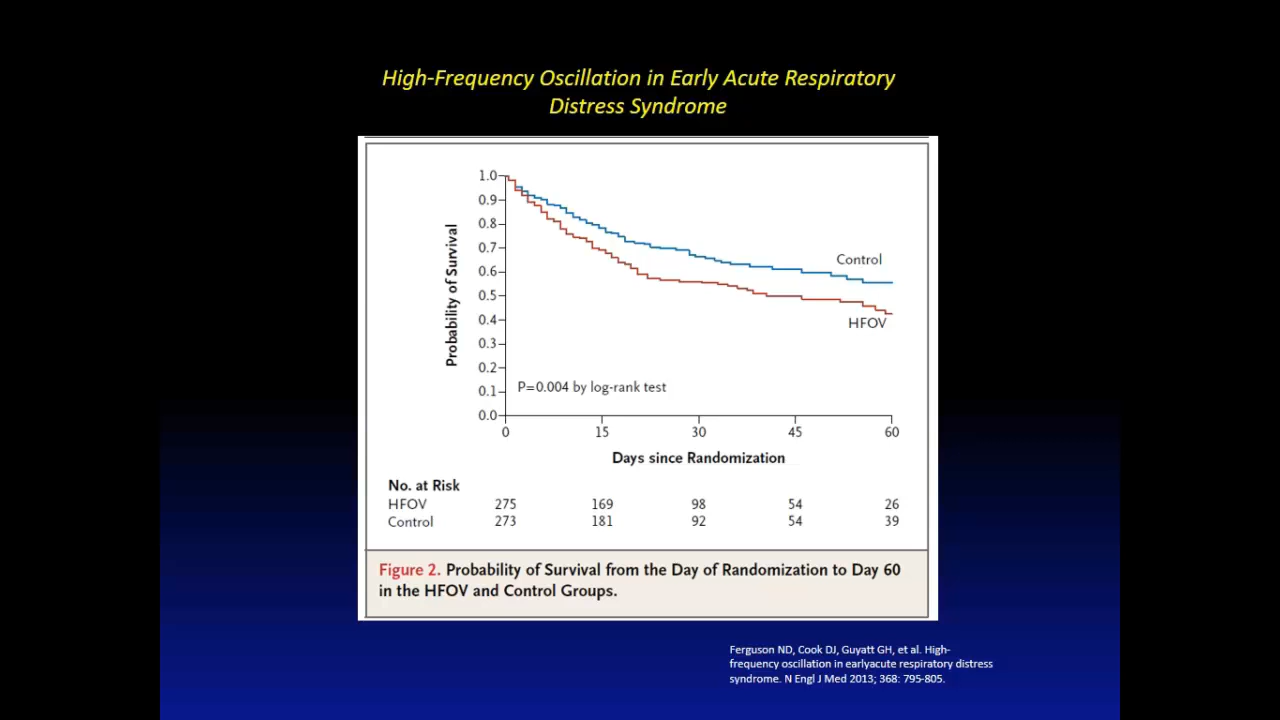 High-Frequency Oscillation in Early Acute Respiratory
Distress Syndrome
1.0
0.9
0.8
0.7
0.6
0.5
0.4
0.3
0.2
0.1
0.0
Probability of Survival
Control
HFOV
P=0.004 by log-rank test
0 15 30 45 60
Days since Randomization
No. at Risk
HFOV 275 169 98 54 26
Control 273 181 92 54 39
Figure 2. Probability of Survival from the Day of Randomization to Day 60
in the HFOV and Control Groups.
Ferguson ND, Cook DJ, Guyatt GH, et al. High-
frequency oscillation in earlyacute respiratory distress
syndrome. N Engl J Med 2013; 368: 795-805.